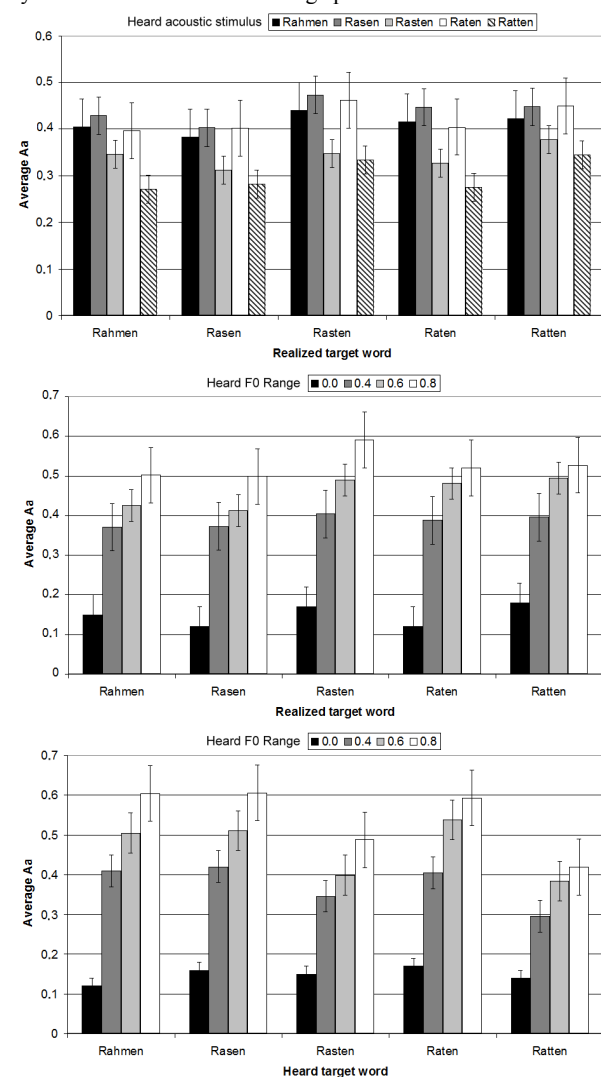 Heard acoustic stimulus Rahmen Rasen Rasten Raten Ratten
0.6
0.5
0.4
0.3
0.2
0.1
0
Average Aa
Rahmen Rasen Rasten Raten Ratten
Realized target word
Heard F0 Range 0.0 0.4 0.6 0.8
0.7
0.6
0.5
0.4
0.3
0.2
0.1
0
Average Aa
Rahmen Rasen Rasten Raten Ratten
Realized target word
Heard F0 Range 0.0 0.4 0.6 0.8
0.7
0.6
0.5
0.4
0.3
0.2
0.1
0
Average Aa
Rahmen Rasen Rasten Raten Ratten
Heard target word